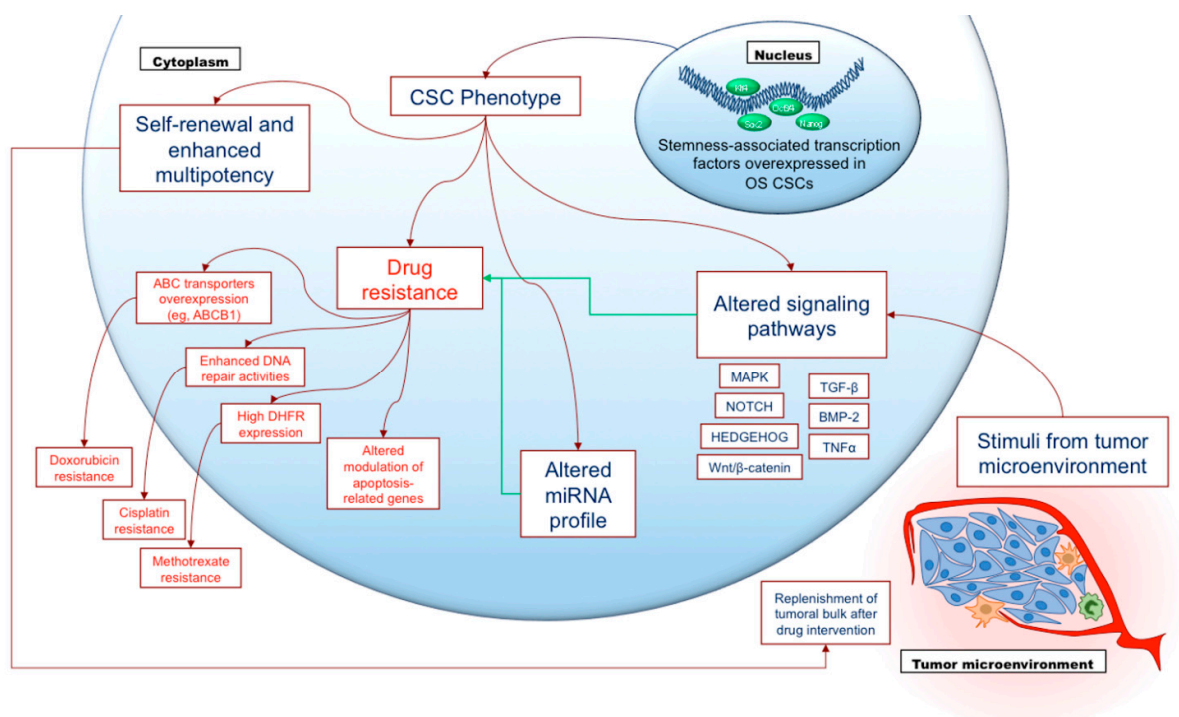 Cytoplasm
Nucleus
Klf4
Oct34
Sox2
Nanog
Stemness-associated transcription
factors overexpressed in
OS CSCs
CSC Phenotype
Self-renewal and
enhanced
multipotency
Drug
resistance
ABC transporters
overexpression
(eg, ABCB1)
Enhanced DNA
repair activities
High DHFR
expression
Altered
modulation of
apoptosis-
related genes
Doxorubicin
resistance
Cisplatin
resistance
Methotrexate
resistance
Altered
miRNA
profile
Altered signaling
pathways
MAPK
NOTCH
HEDGEHOG
Wnt/β-catenin
TGF-β
BMP-2
TNFα
Stimuli from tumor
microenvironment
Replenishment of
tumoral bulk after
drug intervention
Tumor microenvironment